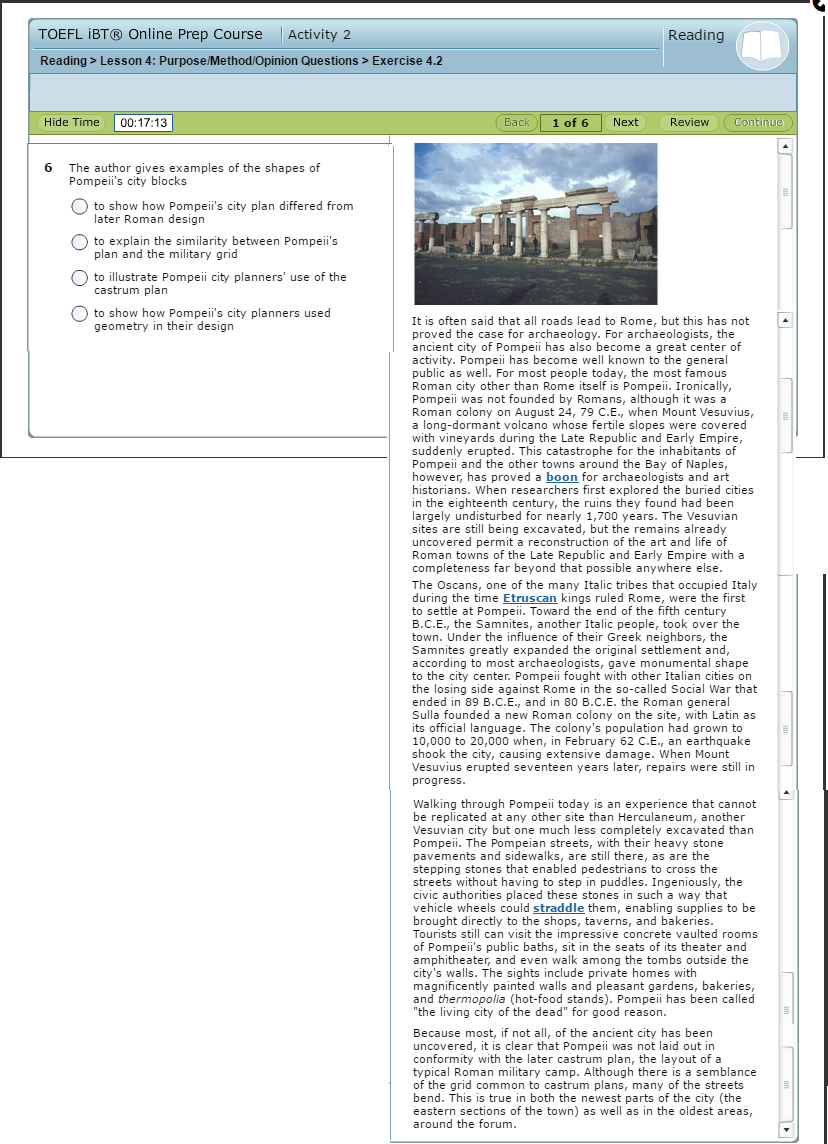 TOEFL iBT® Online Prep Course
Activity 2
Reading
Reading > Lesson 4: Purpose/Method/Opinion Questions > Exercise 4.2
Hide Time
00:17:13
Back
1 of 6
Next
Review
Continue
6 The author gives examples of the shapes of
Pompeii's city blocks
to show how Pompeii's city plan differed from
later Roman design
to explain the similarity between Pompeii's
plan and the military grid
to illustrate Pompeii city planners' use of the
castrum plan
to show how Pompeii's city planners used
geometry in their design
It is often said that all roads lead to Rome, but this has not
proved the case for archaeology. For archaeologists, the
ancient city of Pompeii has also become a great center of
activity. Pompeii has become well known to the general
public as well. For most people today, the most famous
Roman city other than Rome itself is Pompeii. Ironically,
Pompeii was not founded by Romans, although it was a
Roman colony on August 24, 79 C.E., when Mount Vesuvius,
a long-dormant volcano whose fertile slopes were covered
with vineyards during the Late Republic and Early Empire,
suddenly erupted. This catastrophe for the inhabitants of
Pompeii and the other towns around the Bay of Naples,
however, has proved a boon for archaeologists and art
historians. When researchers first explored the buried cities
in the eighteenth century, the ruins they found had been
largely undisturbed for nearly 1,700 years. The Vesuvian
sites are still being excavated, but the remains already
uncovered permit a reconstruction of the art and life of
Roman towns of the Late Republic and Early Empire with a
completeness far beyond that possible anywhere else.
The Oscans, one of the many Italic tribes that occupied Italy
during the time Etruscan kings ruled Rome, were the first
to settle at Pompeii. Toward the end of the fifth century
B.C.E., the Samnites, another Italic people, took over the
town. Under the influence of their Greek neighbors, the
Samnites greatly expanded the original settlement and,
according to most archaeologists, gave monumental shape
to the city center. Pompeii fought with other Italian cities on
the losing side against Rome in the so-called Social War that
ended in 89 B.C.E., and in 80 B.C.E. the Roman general
Sulla founded a new Roman colony on the site, with Latin as
its official language. The colony's population had grown to
10,000 to 20,000 when, in February 62 C.E., an earthquake
shook the city, causing extensive damage. When Mount
Vesuvius erupted seventeen years later, repairs were still in
progress.
Walking through Pompeii today is an experience that cannot
be replicated at any other site than Herculaneum, another
Vesuvian city but one much less completely excavated than
Pompeii. The Pompeian streets, with their heavy stone
pavements and sidewalks, are still there, as are the
stepping stones that enabled pedestrians to cross the
streets without having to step in puddles. Ingeniously, the
civic authorities placed these stones in such a way that
vehicle wheels could straddle them, enabling supplies to be
brought directly to the shops, taverns, and bakeries.
Tourists still can visit the impressive concrete vaulted rooms
of Pompeii's public baths, sit in the seats of its theater and
amphitheater, and even walk among the tombs outside the
city's walls. The sights include private homes with
magnificently painted walls and pleasant gardens, bakeries,
and thermopolia (hot-food stands). Pompeii has been called
"the living city of the dead" for good reason.
Because most, if not all, of the ancient city has been
uncovered, it is clear that Pompeii was not laid out in
conformity with the later castrum plan, the layout of a
typical Roman military camp. Although there is a semblance
of the grid common to castrum plans, many of the streets
bend. This is true in both the newest parts of the city (the
eastern sections of the town) as well as in the oldest areas,
around the forum.